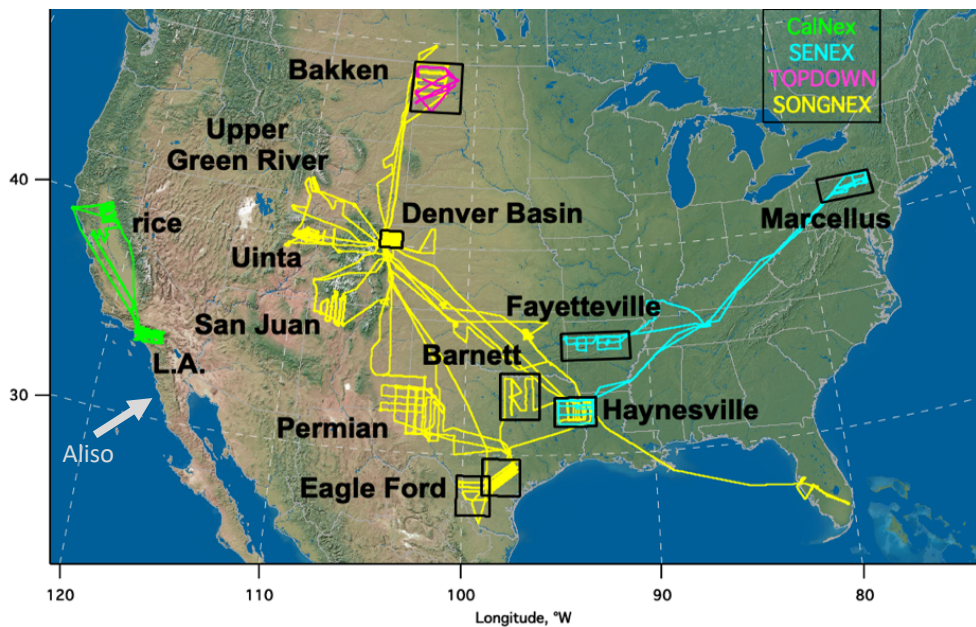 CalNex
SENEX
TOPDOWN
SONGNEX
Bakken
Upper
Green River
40
rice
Denver Basin
Marcellus
Uinta
Fayetteville
San Juan
Barnett
L.A.
30
Haynesville
Permian
Aliso
Eagle Ford
120
110
100
90
80
Longitude, °W